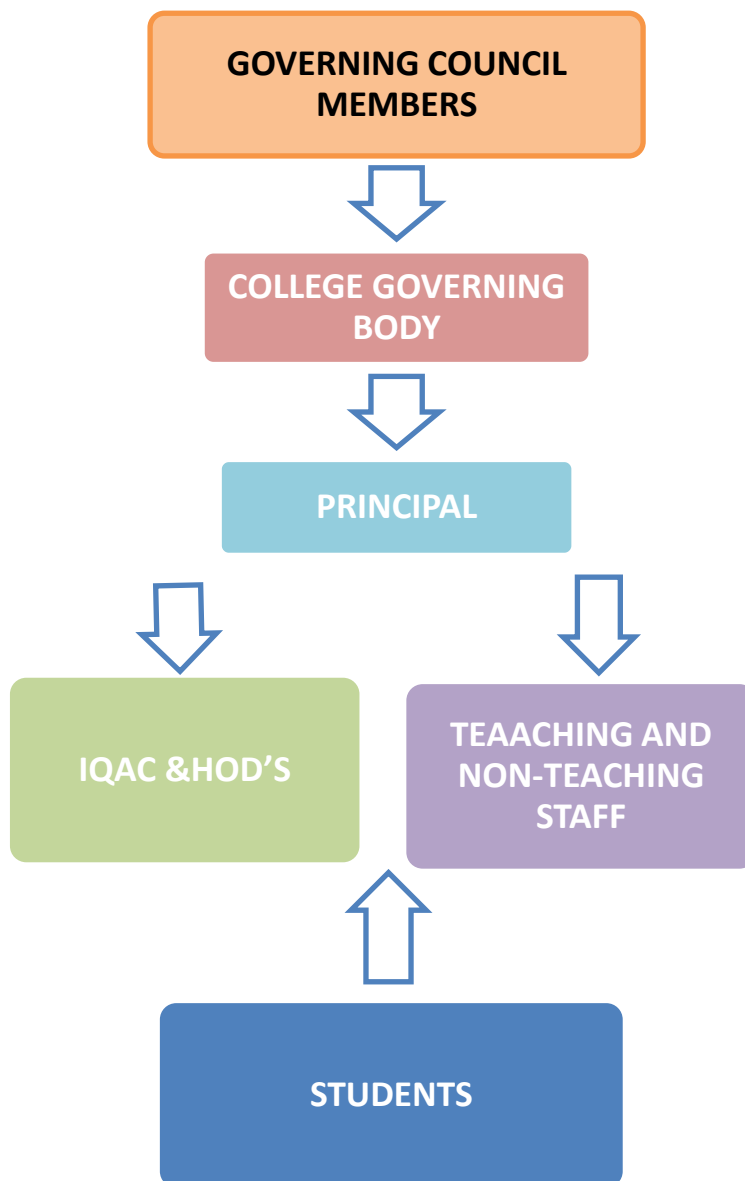 GOVERNING COUNCIL
MEMBERS
COLLEGE GOVERNING
BODY
PRINCIPAL
IQAC &HOD’S
TEAACHING AND
NON-TEACHING
STAFF
STUDENTS